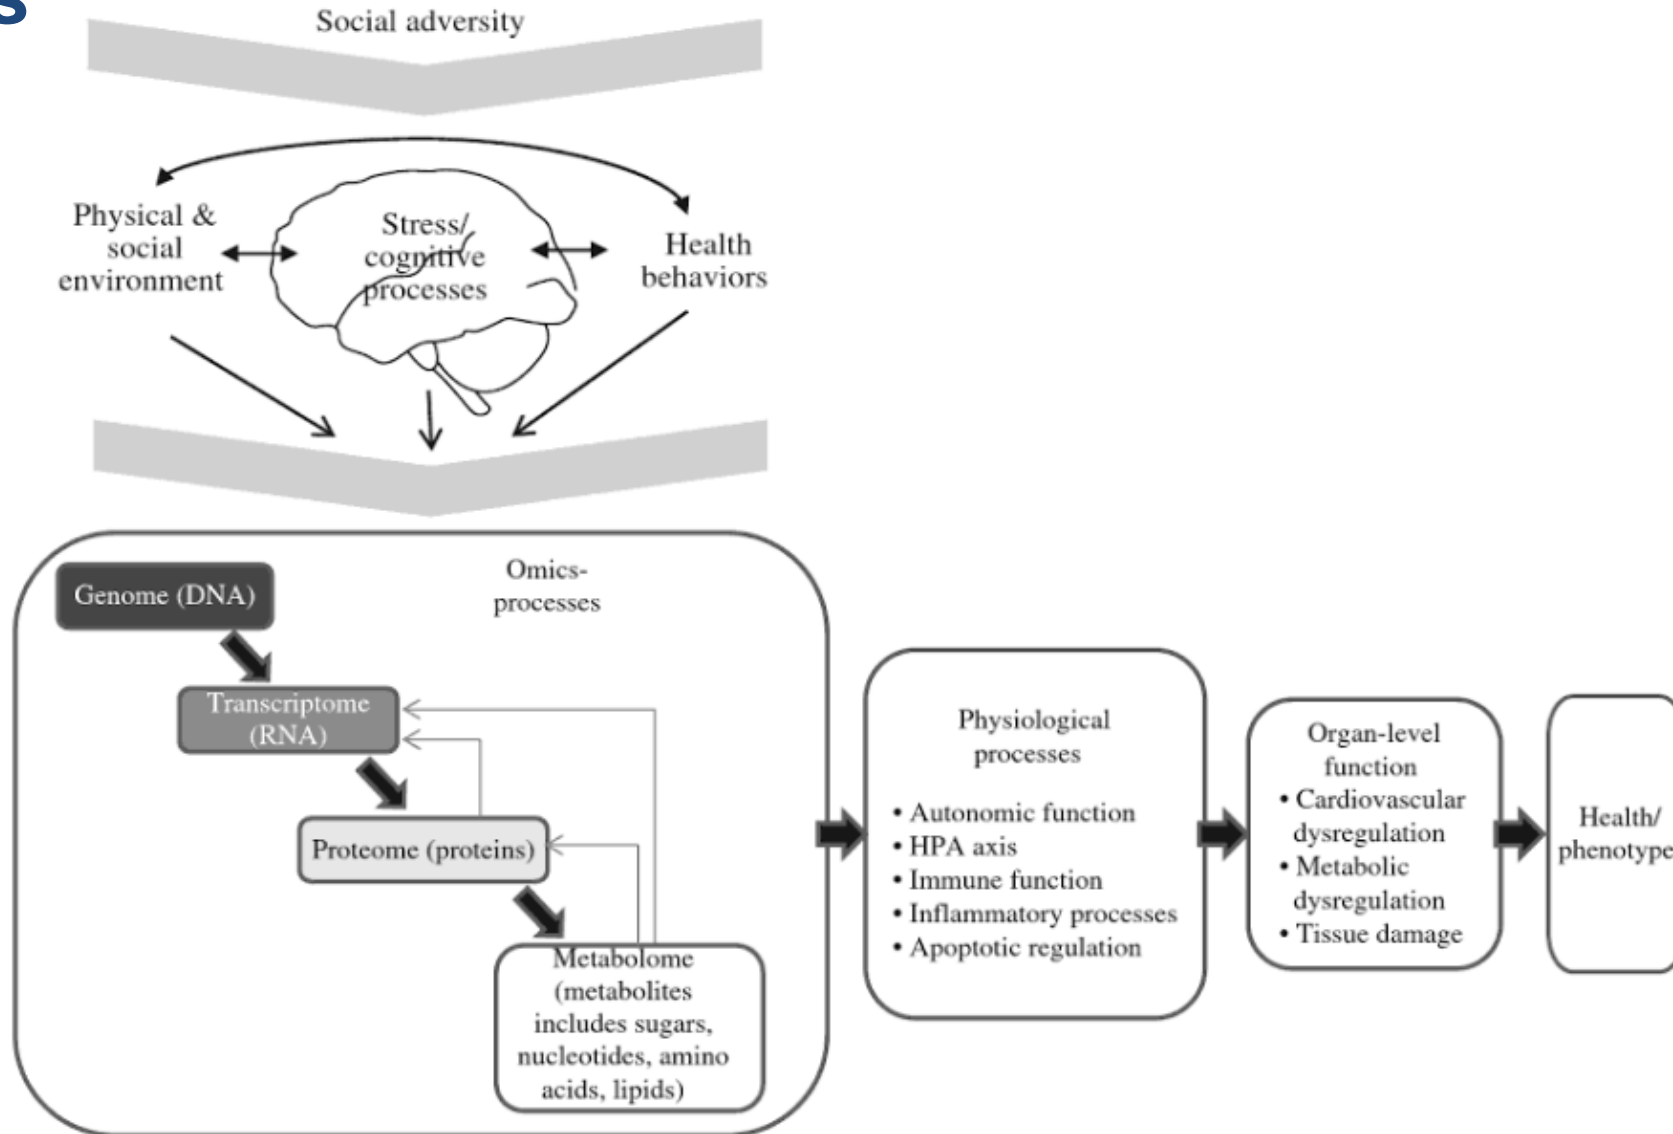 s
Social adversity
Physical &
social
environment
Stress/
cognitive
processes
Health
behaviors
Omics-
processes
Genome (DNA)
Transcriptome
(RNA)
Proteome (proteins)
Metabolome
(metabolites
includes sugars,
nucleotides, amino
acids, lipids)
Physiological
processes
• Autonomic function
• HPA axis
• Immune function
• Inflammatory processes
• Apoptotic regulation
Organ-level
function
• Cardiovascular
dysregulation
• Metabolic
dysregulation
• Tissue damage
Health/
phenotype